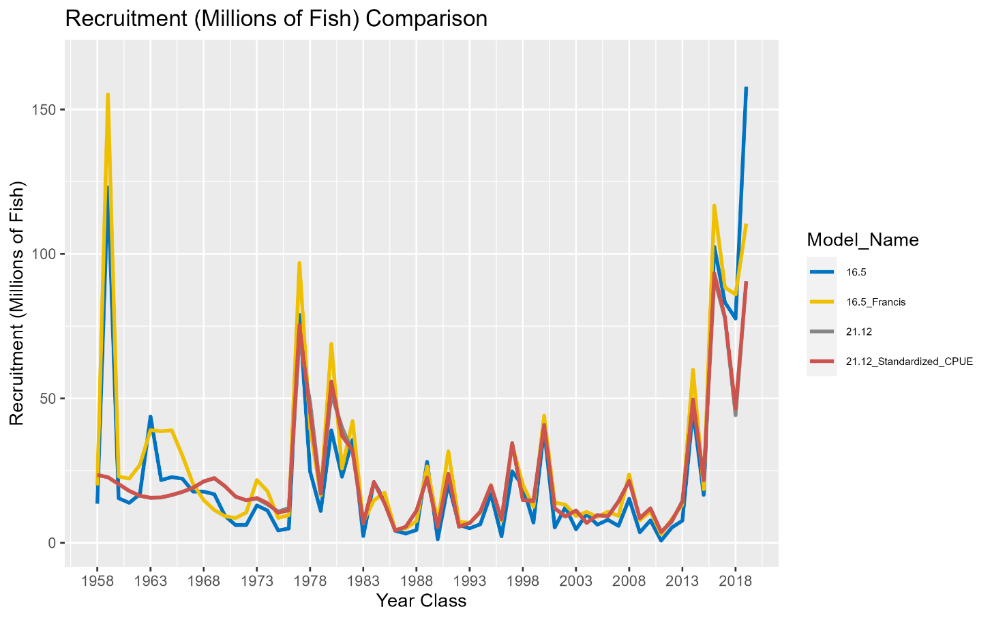 Recruitment (Millions of Fish) Comparison
Recruitment (Millions of Fish)
150
100
50
0
1958 1963 1968 1973 1978 1983 1988 1993 1998 2003 2008 2013 2018
Year Class
Model_Name
16.5
16.5_Francis
21.12
21.12_Standardized_CPUE